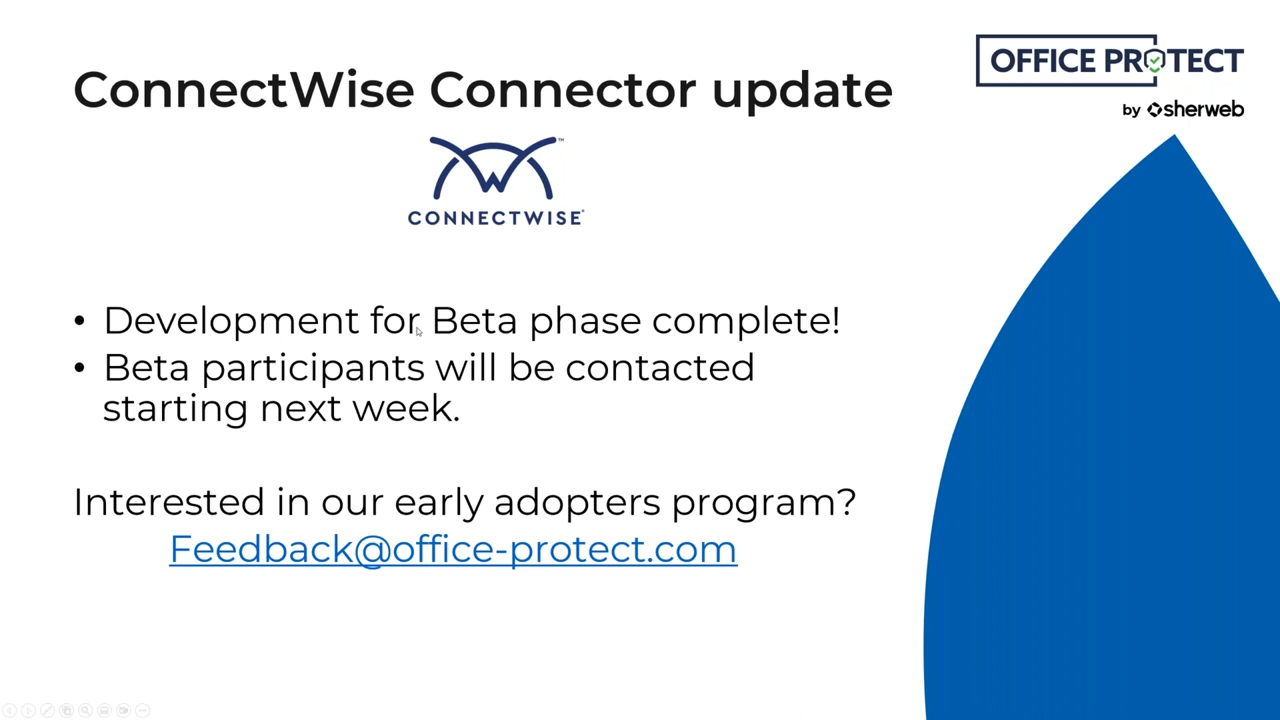 ConnectWise Connector update
OFFICE PROTECT
by sherweb
CONNECTWISE
• Development for Beta phase complete!
• Beta participants will be contacted
starting next week.
Interested in our early adopters program?
Feedback@office-protect.com